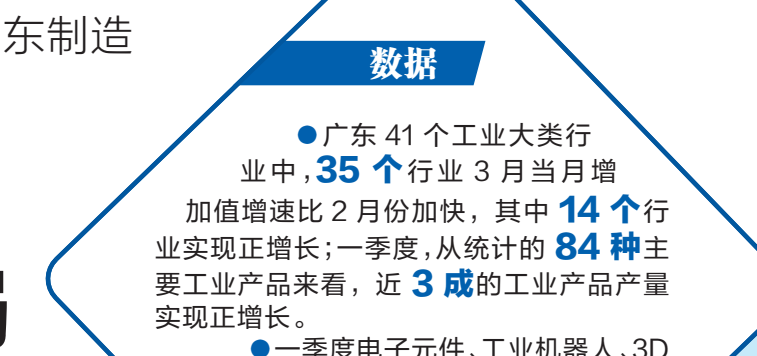 东制造
数据
●广东 41 个工业大类行
业中,35 个行业 3 月当月增
加值增速比 2 月份加快，其中 14 个行
业实现正增长;一季度,从统计的 84 种主
要工业产品来看，近 3 成的工业产品产量
实现正增长。
●一季度电子元件、工业机器人、3D